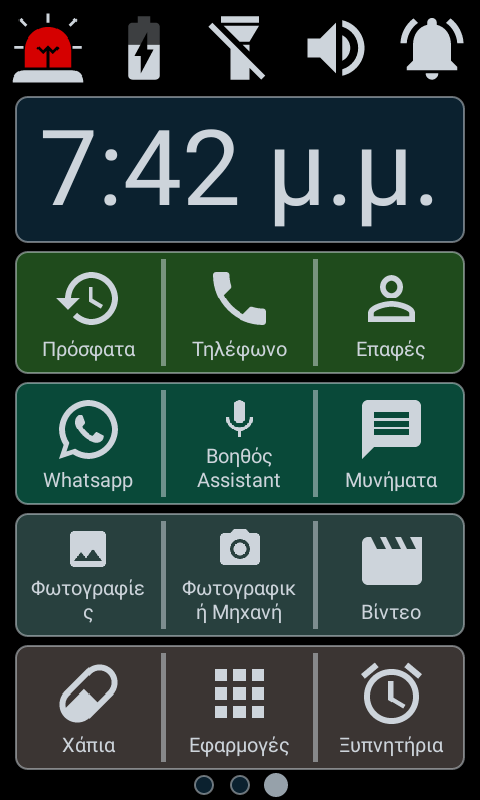 7:42 μ.μ.
Πρόσφατα
Τηλέφωνο
Επαφές
Whatsapp
Βοηθός
Assistant
Μυνήματα
Φωτογραφίε
ς
Φωτογραφικ
ή Μηχανή
Βίντεο
Χάπια
Εφαρμογές
Ξυπνητήρια